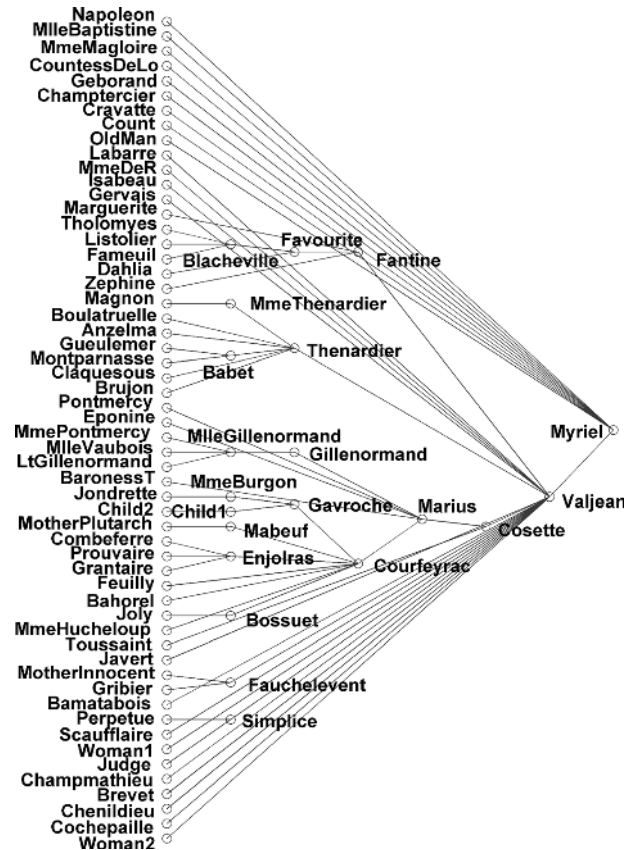 Napoleon
MlleBaptistine
MmeMagloire
CountessDeLo
Geborand
Champtercier
Cravatte
Count
OldMan
Labarre
MmeDeR
Isabeau
Gervais
Marguerite
Tholomyes
Listolier
Fameuil
Dahlia
Zephine
Magnon
Boulatruelle
Anzelma
Gueulemer
Montparnasse
Claquesous
Brujon
Pontmercy
Eponine
MmePontmercy
MlleVaubois
LtGillenormand
BaronessT
Jondrette
Child2
MotherPlutarch
Combeferre
Prouvaire
Grantaire
Feuilly
Bahorel
Joly
MmeHucheloup
Toussaint
Javert
MotherInnocent
Gribier
Bamatabois
Perpetue
Scaufflaire
Woman1
Judge
Champmathieu
Brevet
Chenildieu
Cochepaille
Woman2
Blacheville
MmeThenardier
Babet
MlleGillenormand
MmeBurgon
Child1
Mabeuf
Enjolras
Bossuet
Fauchelevent
Simplice
Favourite
Thenardier
Gillenormand
Gavroche
Fantine
Courfeyrac
Marius
Cosette
Valjean
Myriel